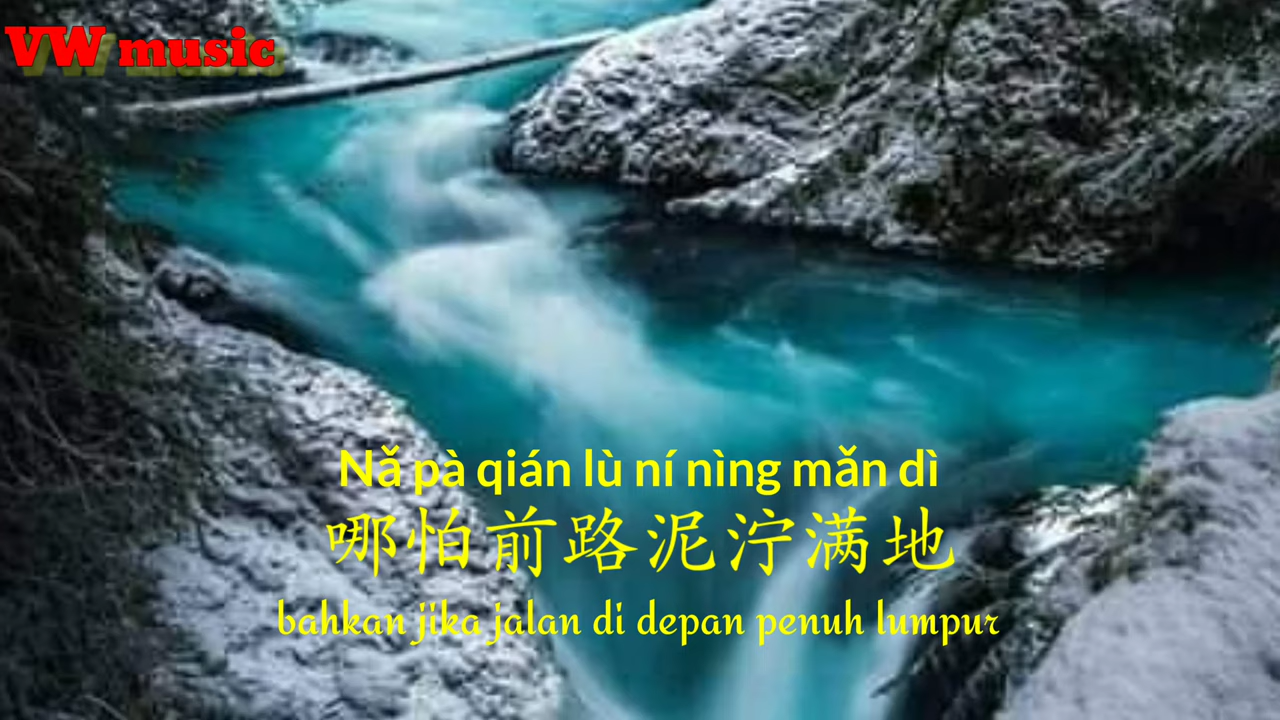 VW music
Nǎ pà qián lù ní nìng mǎn dì
哪怕前路泥泞满地
bahkan jika jalan di depan penuh lumpur